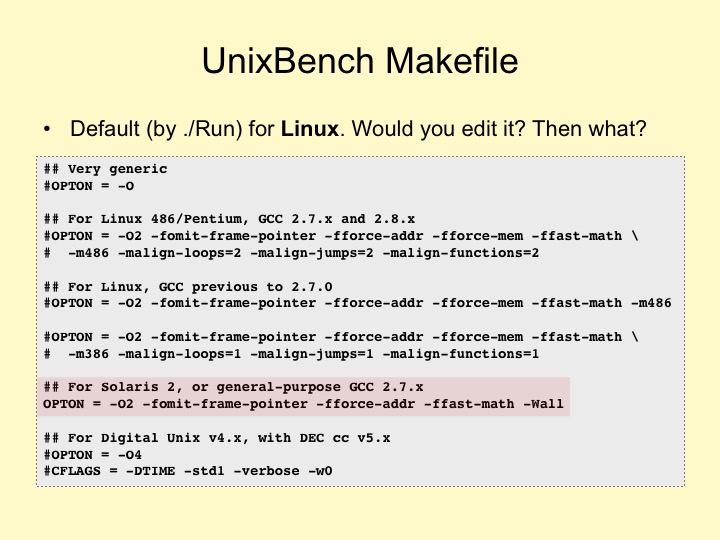 UnixBench Makefile
• Default (by ./Run) for Linux. Would you edit it? Then what?
## Very generic
#OPTON = -O
## For Linux 486/Pentium, GCC 2.7.x and 2.8.x
#OPTON = -O2 -fomit-frame-pointer -fforce-addr -fforce-mem -ffast-math \
#  -m486 -malign-loops=2 -malign-jumps=2 -malign-functions=2
## For Linux, GCC previous to 2.7.0
#OPTON = -O2 -fomit-frame-pointer -fforce-addr -fforce-mem -ffast-math -m486
#OPTON = -O2 -fomit-frame-pointer -fforce-addr -fforce-mem -ffast-math \
#  -m386 -malign-loops=1 -malign-jumps=1 -malign-functions=1
## For Solaris 2, or general-purpose GCC 2.7.x
OPTON = -O2 -fomit-frame-pointer -fforce-addr -ffast-math -Wall
## For Digital Unix v4.x, with DEC cc v5.x
#OPTON = -O4
#CFLAGS = -DTIME -std1 -verbose -w0